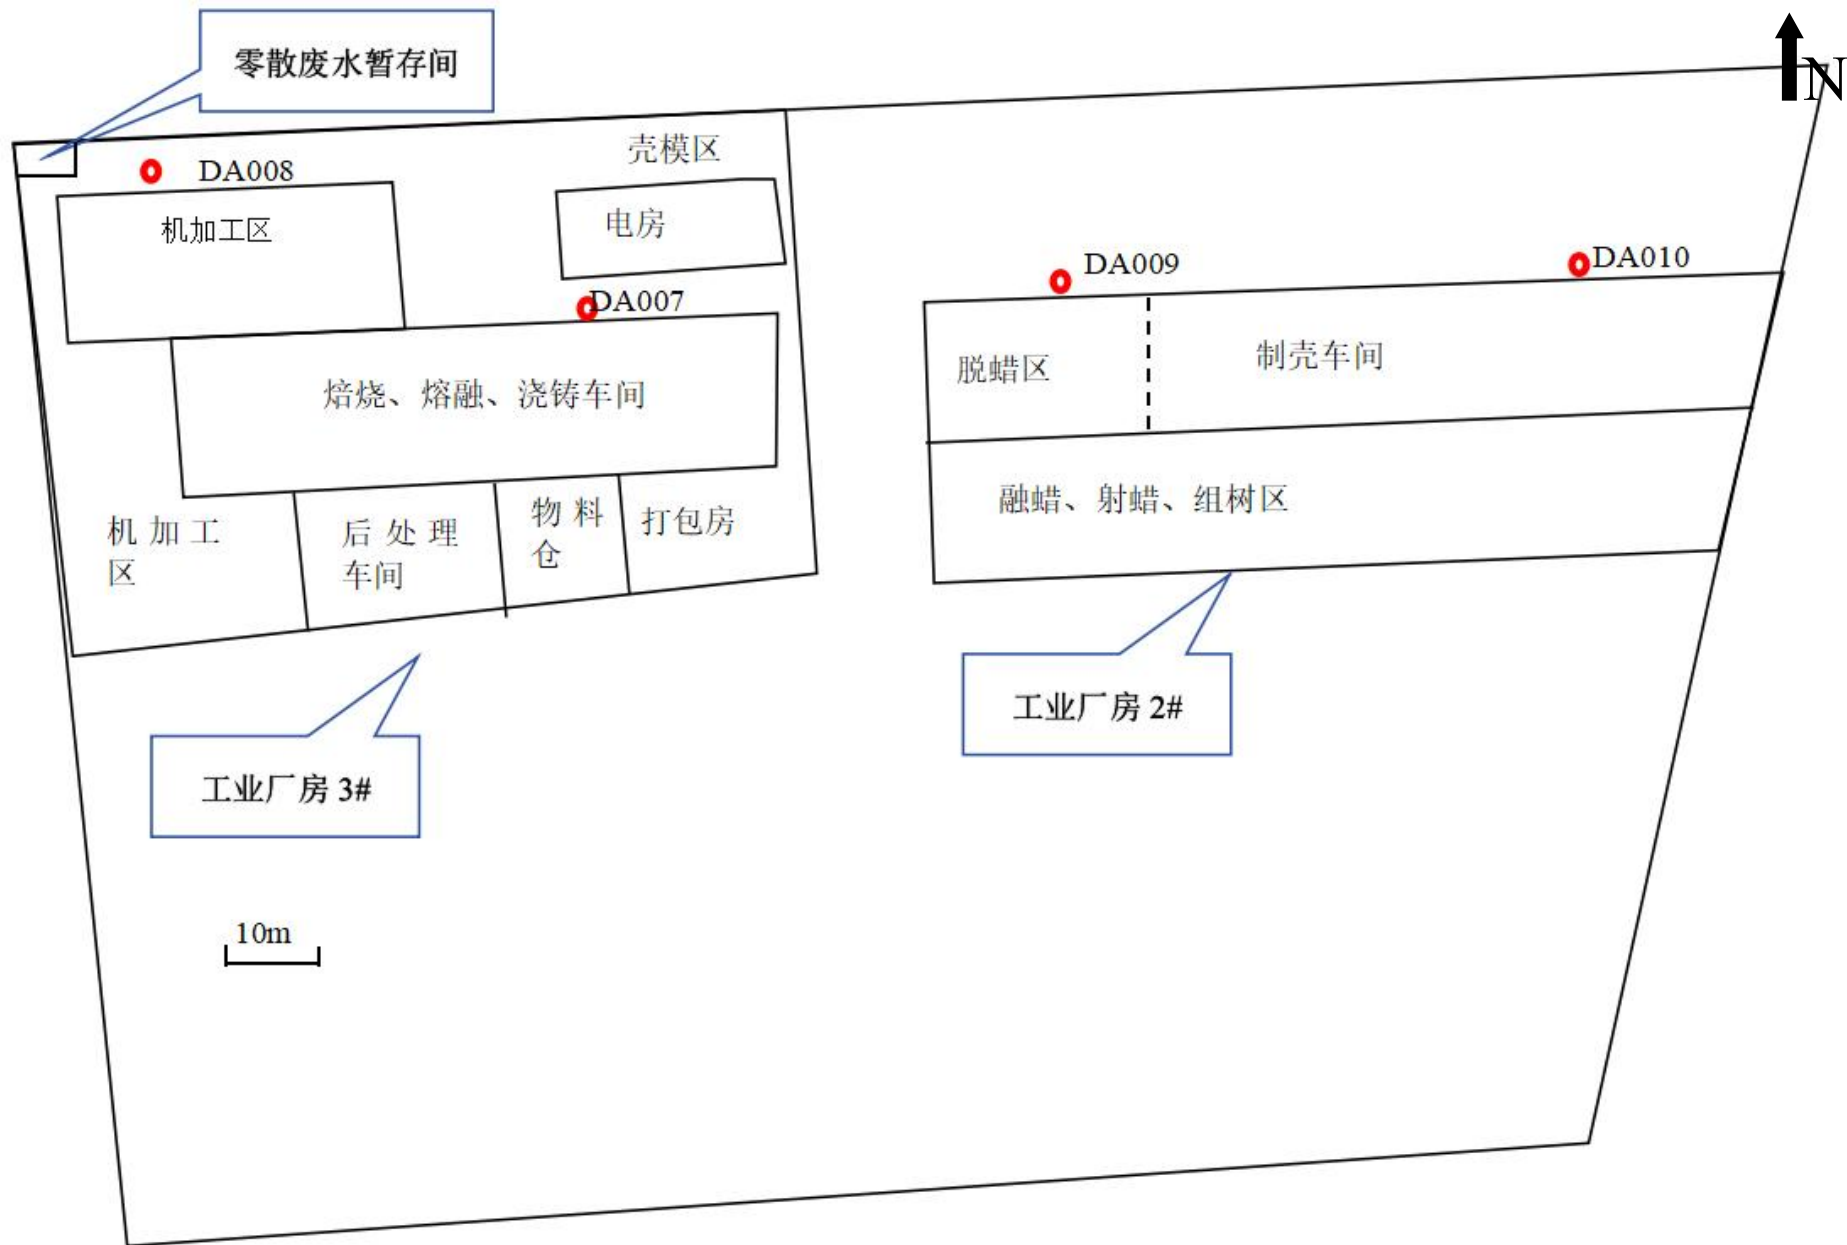 零散废水暂存间
N
壳模区
DA008
机加工区
电房
DA007
DA009
DA010
脱蜡区
制壳车间
焙烧、熔融、浇铸车间
融蜡、射蜡、组树区
机加工
区
后处理
车间
物料
仓
打包房
工业厂房 2#
工业厂房 3#
10m